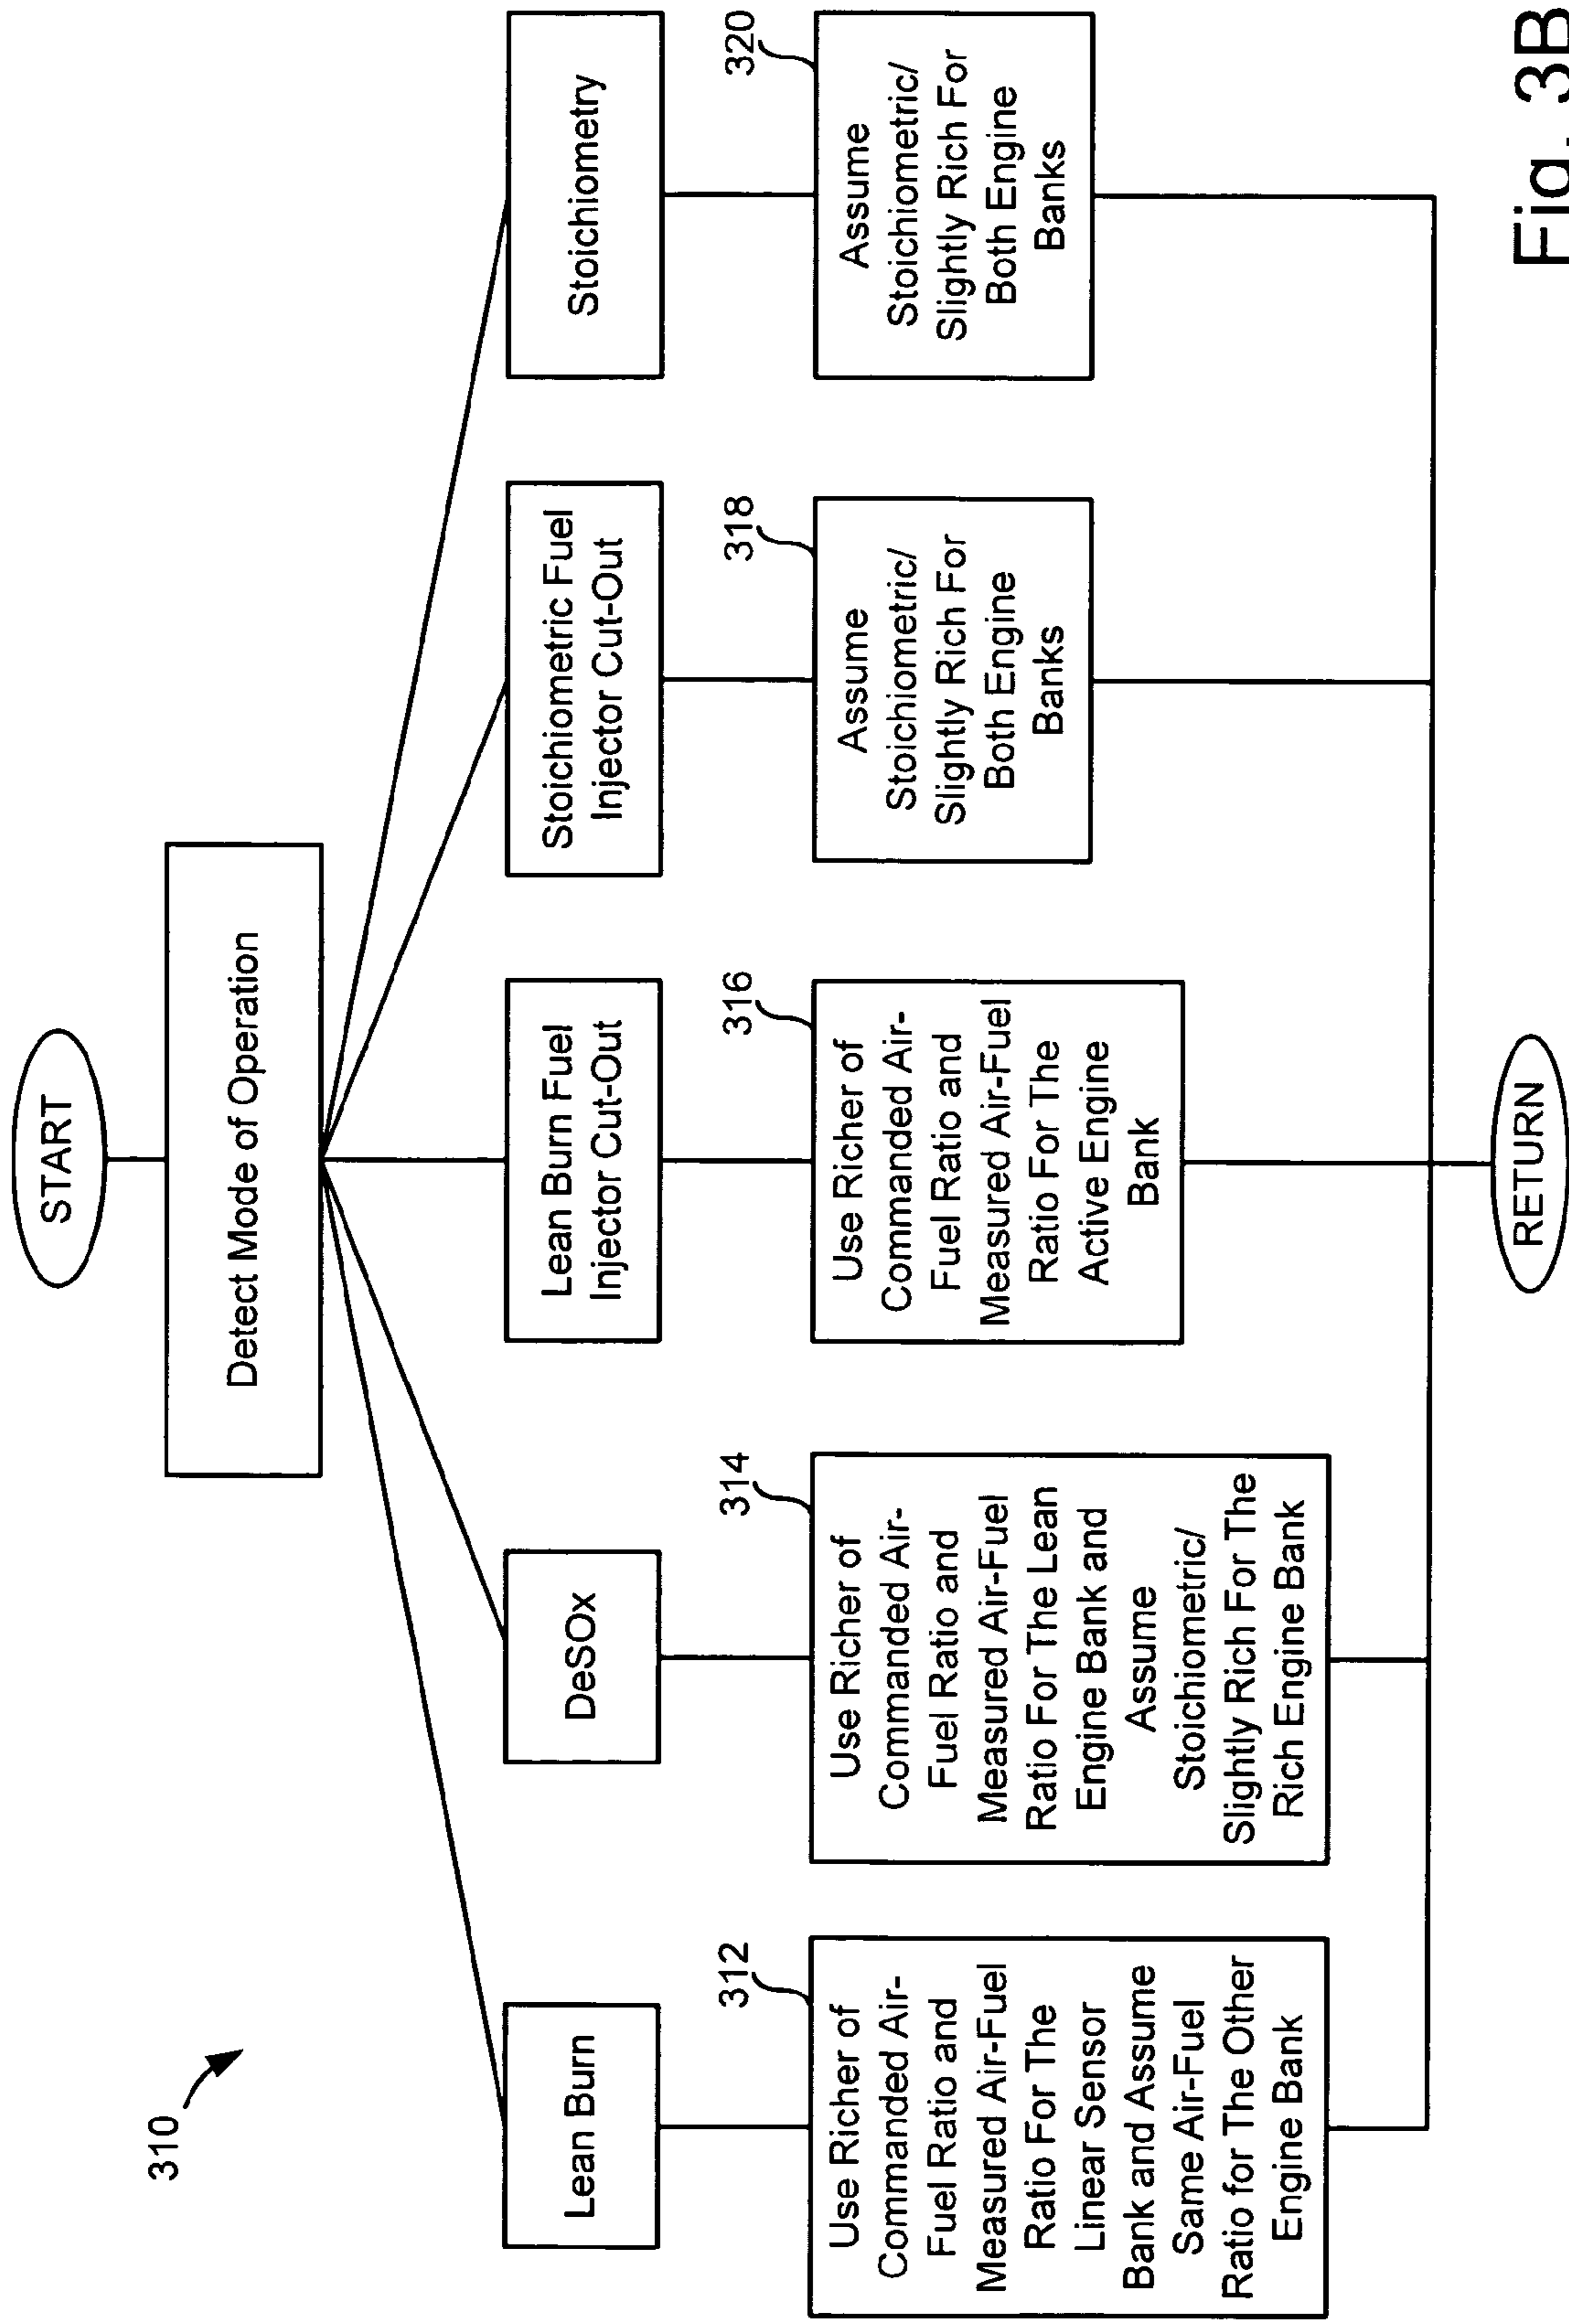 310
START
Detect Mode of Operation
Lean Burn
DeSOx
Lean Burn Fuel
Injector Cut-Out
Stoichiometric Fuel
Injector Cut-Out
Stoichiometry
312
Use Richer of
Commanded Air-
Fuel Ratio and
Measured Air-Fuel
Ratio For The
Linear Sensor
Bank and Assume
Same Air-Fuel
Ratio for The Other
Engine Bank
314
Use Richer of
Commanded Air-
Fuel Ratio and
Measured Air-Fuel
Ratio For The Lean
Engine Bank and
Assume
Stoichiometric/
Slightly Rich For The
Rich Engine Bank
316
Use Richer of
Commanded Air-
Fuel Ratio and
Measured Air-Fuel
Ratio For The
Active Engine
Bank
318
Assume
Stoichiometric/
Slightly Rich For
Both Engine
Banks
320
Assume
Stoichiometric/
Slightly Rich For
Both Engine
Banks
RETURN
Fig. 3B